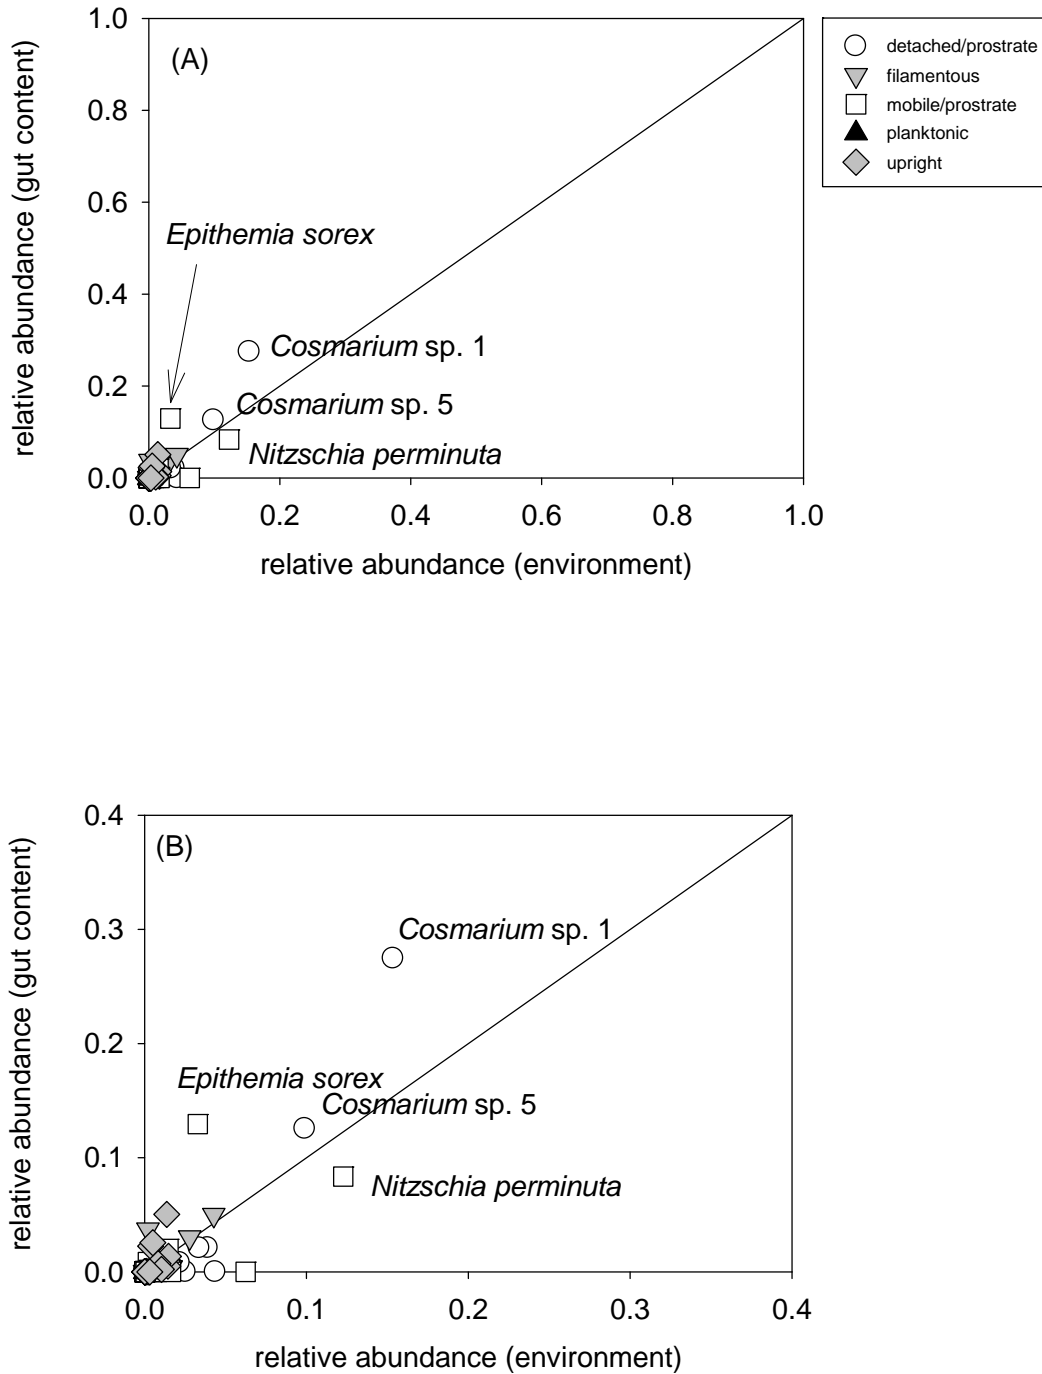 1.0
(A)
detached/prostrate
filamentous
mobile/prostrate
planktonic
upright
0.8
0.6
Epithemia sorex
0.4
Cosmarium sp. 1
0.2
Cosmarium sp. 5
Nitzschia perminuta
0.0
relative abundance (gut content)
0.0 0.2 0.4 0.6 0.8 1.0
relative abundance (environment)
0.4
(B)
0.3
Cosmarium sp. 1
0.2
Epithemia sorex
Cosmarium sp. 5
0.1
Nitzschia perminuta
0.0
relative abundance (gut content)
0.0 0.1 0.2 0.3 0.4
relative abundance (environment)